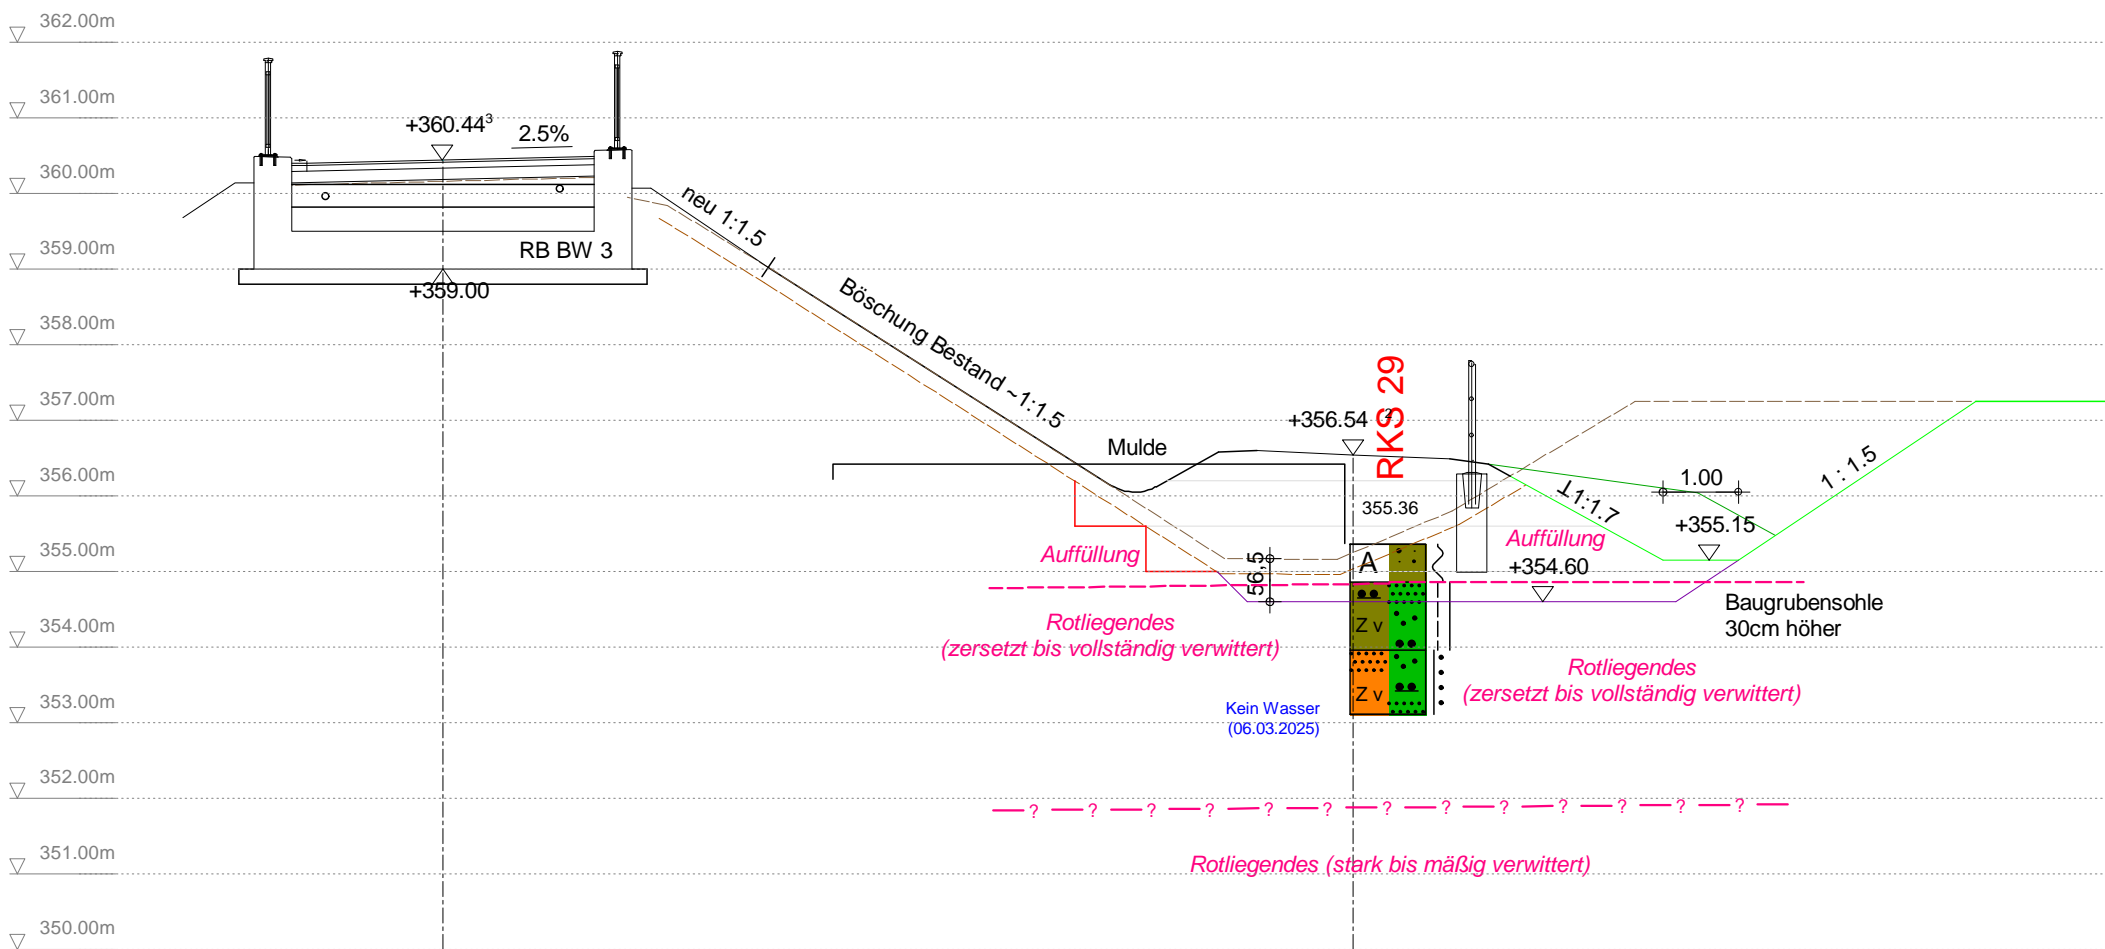 362.00m
361.00m
+360.44³
2.5%
360.00m
neu 1:1.5
359.00m
RB BW 3
+359.00
Böschung Bestand ~1:1.5
358.00m
RKS 29
357.00m
+356.54²
Mulde
1 : 1.5
356.00m
1.00
355.36
1:1.7
+355.15
Auffüllung
Auffüllung
355.00m
56,5
A
+354.60
Baugrubensohle
30cm höher
Rotliegendes
(zersetzt bis vollständig verwittert)
Z v
354.00m
Rotliegendes
(zersetzt bis vollständig verwittert)
Z v
353.00m
Kein Wasser
(06.03.2025)
352.00m
? ? ? ? ? ? ? ? ? ? ? ? ?
351.00m
Rotliegendes (stark bis mäßig verwittert)
350.00m